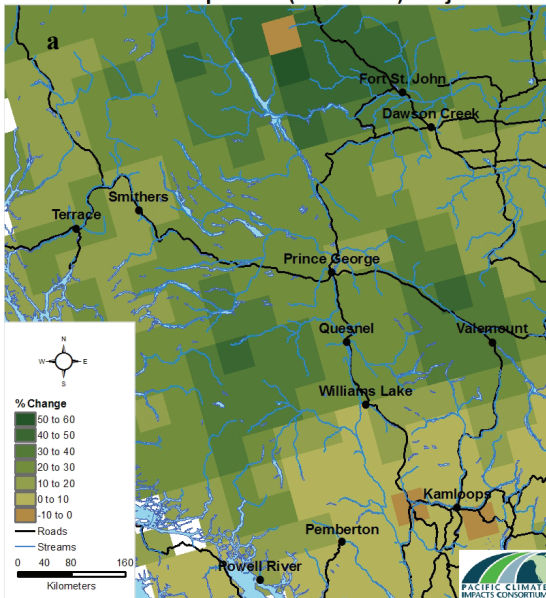 a
Fort St. John
Dawson Creek
Smithers
Terrace
Prince George
Quesnel
Valemount
Williams Lake
Kamloops
Pemberton
Powell River
N
W E
S
% Change
50 to 60
40 to 50
30 to 40
20 to 30
10 to 20
0 to 10
-10 to 0
Roads
Streams
0 40 80 160
Kilometers
PACIFIC CLIMATE
IMPACTS CONSORTIUM